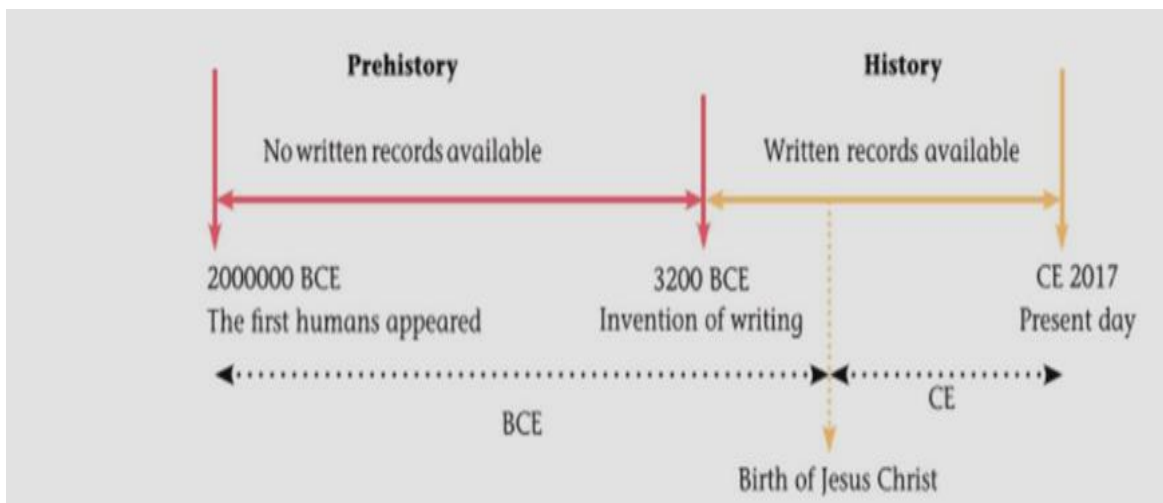 Prehistory
History
No written records available
Written records available
2000000 BCE
The first humans appeared
3200 BCE
Invention of writing
CE 2017
Present day
BCE
CE
Birth of Jesus Christ